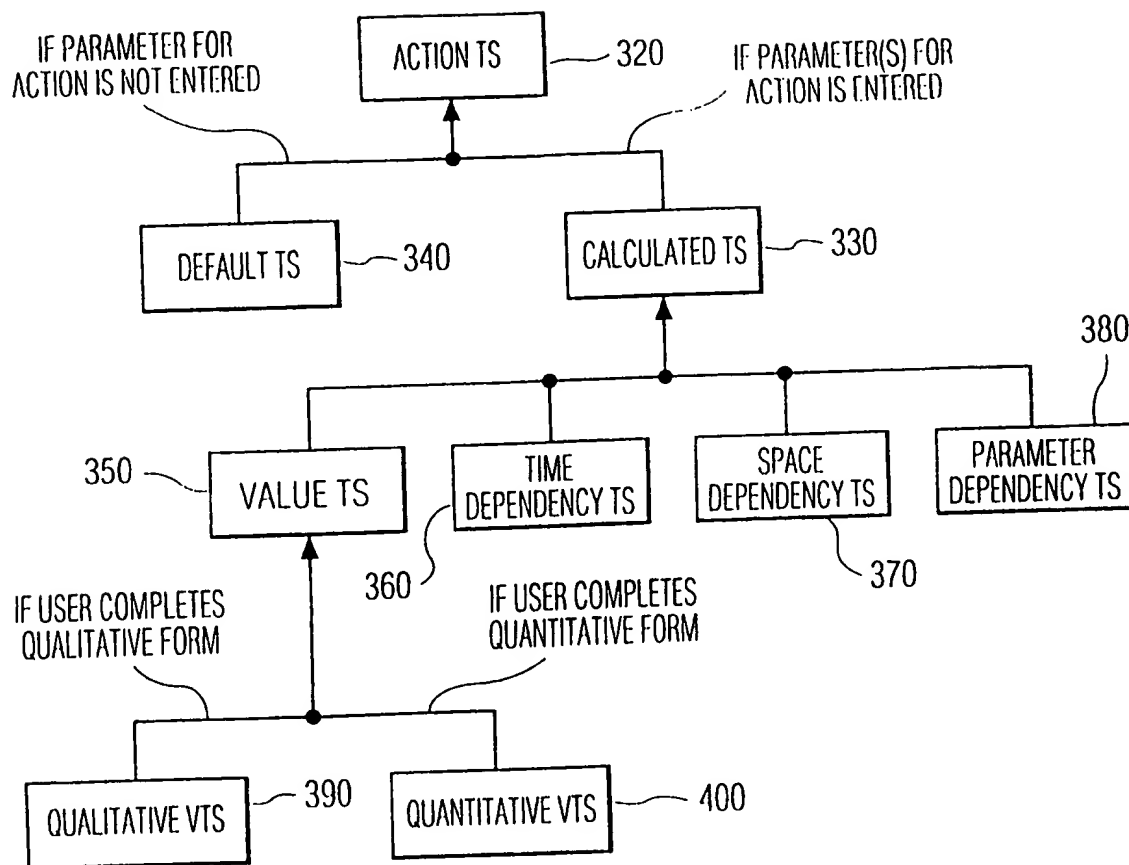 IF PARAMETER FOR
ACTION IS NOT ENTERED
ACTION TS
320
IF PARAMETER(S) FOR
ACTION IS ENTERED
DEFAULT TS
340
CALCULATED TS
330
380
350
VALUE TS
TIME
DEPENDENCY TS
SPACE
DEPENDENCY TS
PARAMETER
DEPENDENCY TS
360
370
IF USER COMPLETES
QUALITATIVE FORM
IF USER COMPLETES
QUANTITATIVE FORM
QUALITATIVE VTS
390
QUANTITATIVE VTS
400